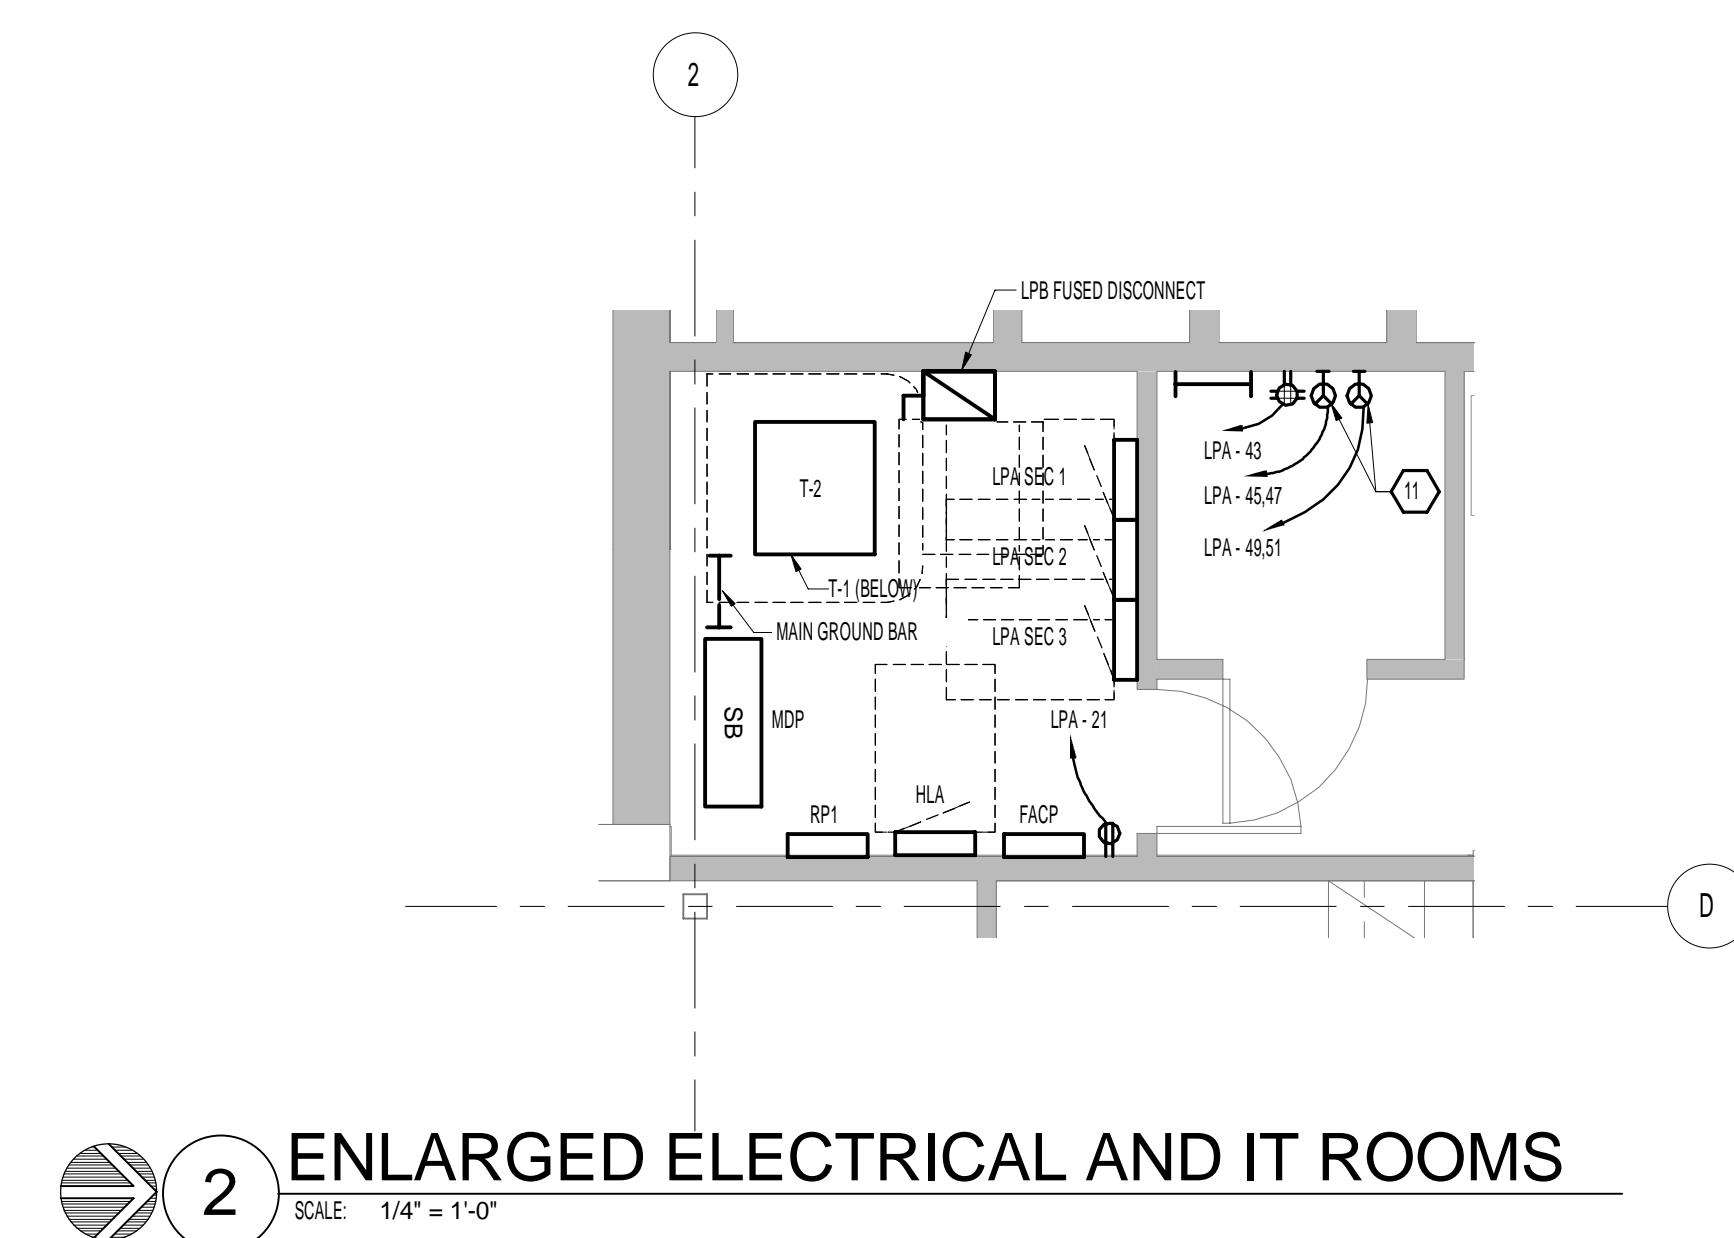 2
LPB FUSED DISCONNECT
LPA SEC 1
LPA - 43
T-2
LPA - 45,47
11
LPA SEC 2
LPA - 49,51
T-1 (BELOW)
MAIN GROUND BAR
LPA SEC 3
SB
MDP
LPA - 21
HLA
RP1
FACP
D
2
ENLARGED ELECTRICAL AND IT ROOMS
SCALE: 1/4" = 1'-0"